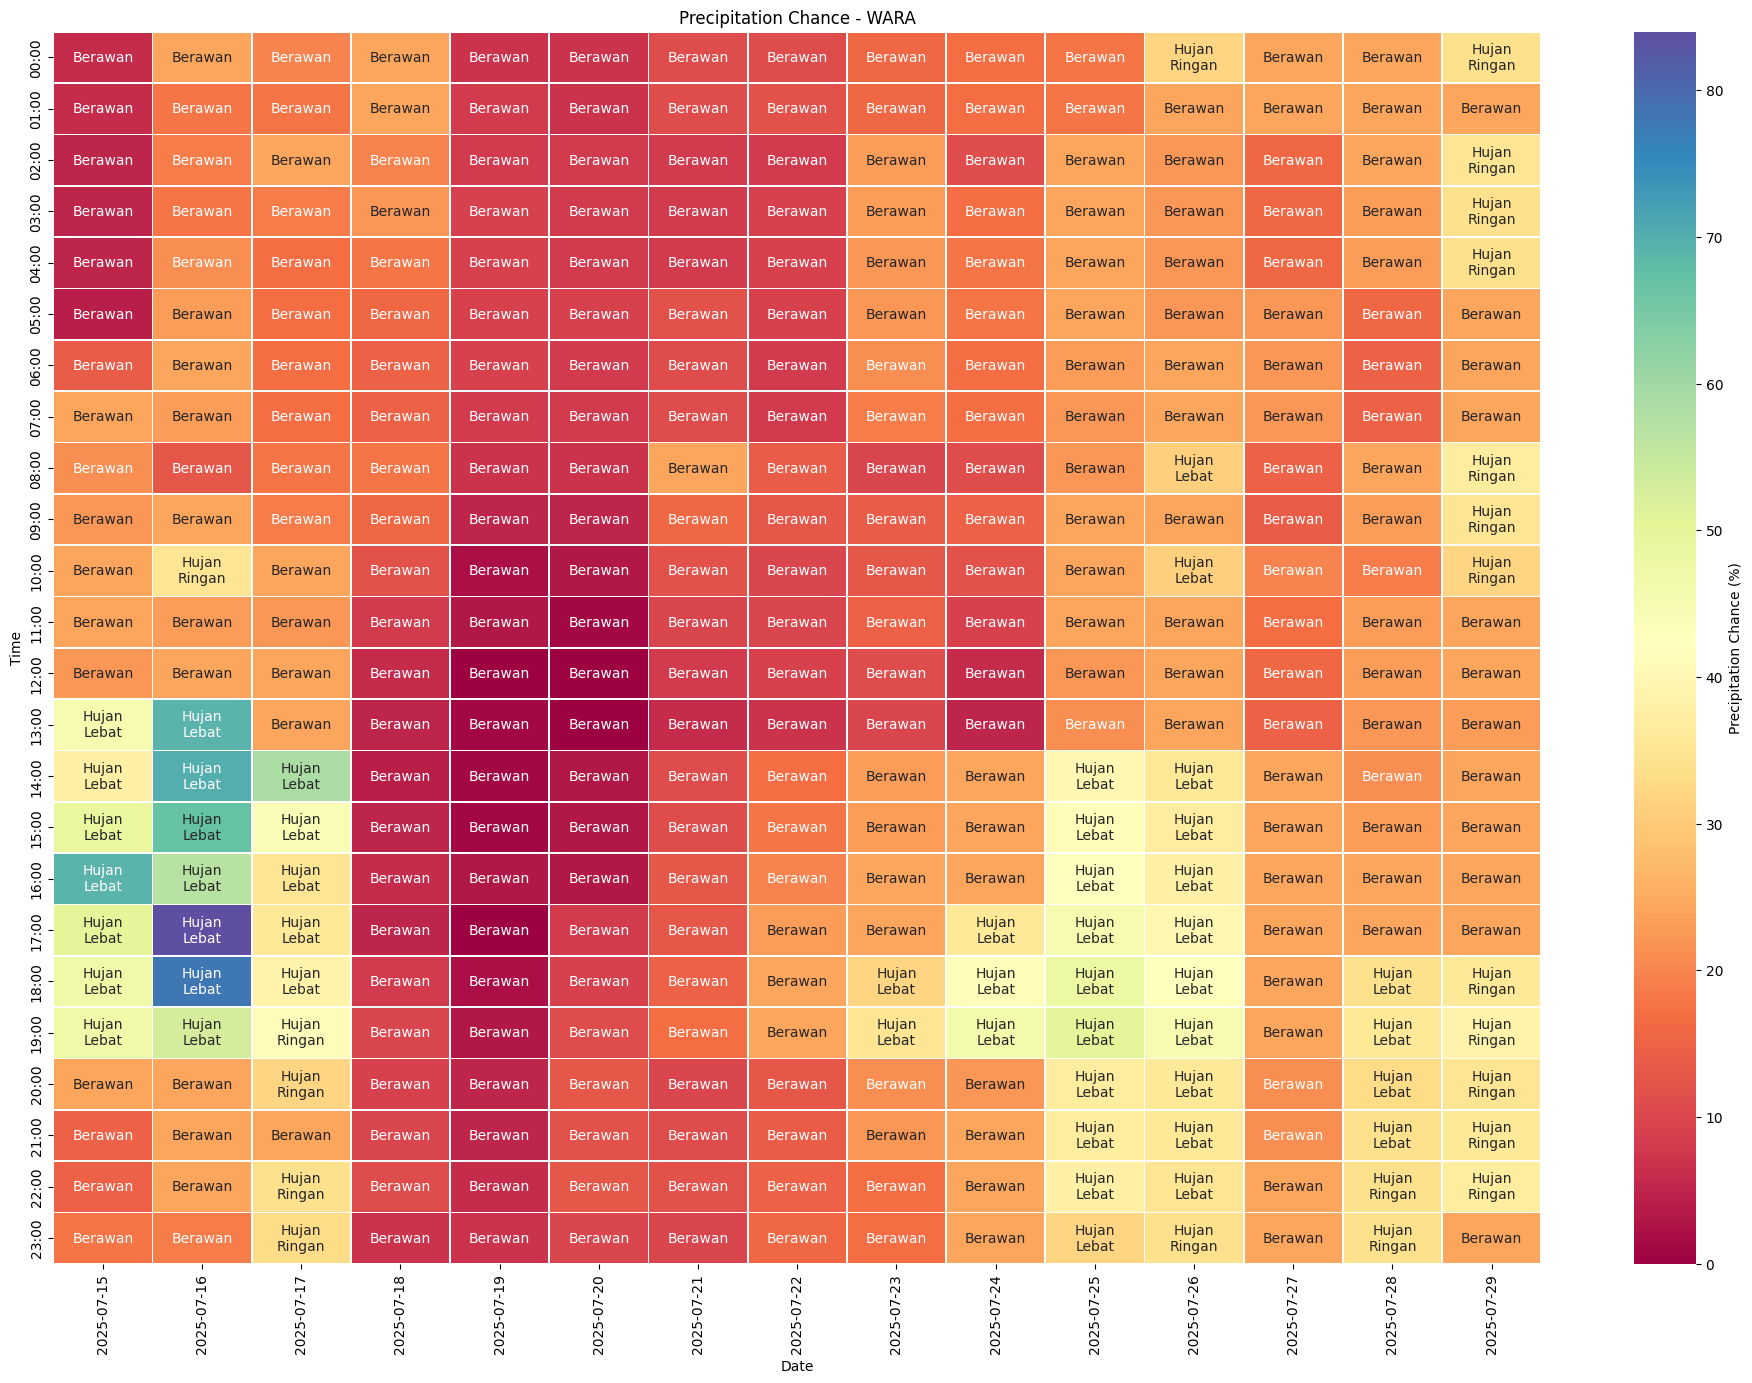 Precipitation Chance - WARA
00:00 Berawan Berawan Berawan Berawan Berawan Berawan Berawan Berawan Berawan Berawan Berawan Hujan Ringan Berawan Berawan Hujan Ringan
01:00 Berawan Berawan Berawan Berawan Berawan Berawan Berawan Berawan Berawan Berawan Berawan Berawan Berawan Berawan Berawan
02:00 Berawan Berawan Berawan Berawan Berawan Berawan Berawan Berawan Berawan Berawan Berawan Berawan Berawan Berawan Hujan Ringan
03:00 Berawan Berawan Berawan Berawan Berawan Berawan Berawan Berawan Berawan Berawan Berawan Berawan Berawan Berawan Hujan Ringan
04:00 Berawan Berawan Berawan Berawan Berawan Berawan Berawan Berawan Berawan Berawan Berawan Berawan Berawan Berawan Hujan Ringan
05:00 Berawan Berawan Berawan Berawan Berawan Berawan Berawan Berawan Berawan Berawan Berawan Berawan Berawan Berawan Berawan
06:00 Berawan Berawan Berawan Berawan Berawan Berawan Berawan Berawan Berawan Berawan Berawan Berawan Berawan Berawan Berawan
07:00 Berawan Berawan Berawan Berawan Berawan Berawan Berawan Berawan Berawan Berawan Berawan Berawan Berawan Berawan Berawan
08:00 Berawan Berawan Berawan Berawan Berawan Berawan Berawan Berawan Berawan Berawan Berawan Hujan Lebat Berawan Berawan Hujan Ringan
09:00 Berawan Berawan Berawan Berawan Berawan Berawan Berawan Berawan Berawan Berawan Berawan Berawan Berawan Berawan Hujan Ringan
10:00 Berawan Hujan Ringan Berawan Berawan Berawan Berawan Berawan Berawan Berawan Berawan Berawan Hujan Lebat Berawan Berawan Hujan Ringan
11:00 Berawan Berawan Berawan Berawan Berawan Berawan Berawan Berawan Berawan Berawan Berawan Berawan Berawan Berawan Berawan
12:00 Berawan Berawan Berawan Berawan Berawan Berawan Berawan Berawan Berawan Berawan Berawan Berawan Berawan Berawan Berawan
13:00 Hujan Lebat Hujan Lebat Berawan Berawan Berawan Berawan Berawan Berawan Berawan Berawan Berawan Berawan Berawan Berawan Berawan
14:00 Hujan Lebat Hujan Lebat Hujan Lebat Berawan Berawan Berawan Berawan Berawan Berawan Berawan Hujan Lebat Hujan Lebat Berawan Berawan Berawan
15:00 Hujan Lebat Hujan Lebat Hujan Lebat Berawan Berawan Berawan Berawan Berawan Berawan Berawan Hujan Lebat Hujan Lebat Berawan Berawan Berawan
16:00 Hujan Lebat Hujan Lebat Hujan Lebat Berawan Berawan Berawan Berawan Berawan Berawan Berawan Hujan Lebat Hujan Lebat Berawan Berawan Berawan
17:00 Hujan Lebat Hujan Lebat Hujan Lebat Berawan Berawan Berawan Berawan Berawan Berawan Hujan Lebat Hujan Lebat Hujan Lebat Berawan Berawan Berawan
18:00 Hujan Lebat Hujan Lebat Hujan Lebat Berawan Berawan Berawan Berawan Berawan Hujan Lebat Hujan Lebat Hujan Lebat Hujan Lebat Berawan Hujan Lebat Hujan Ringan
19:00 Hujan Lebat Hujan Lebat Hujan Ringan Berawan Berawan Berawan Berawan Berawan Hujan Lebat Hujan Lebat Hujan Lebat Hujan Lebat Berawan Hujan Lebat Hujan Ringan
20:00 Berawan Berawan Hujan Ringan Berawan Berawan Berawan Berawan Berawan Berawan Berawan Hujan Lebat Hujan Lebat Berawan Hujan Lebat Hujan Ringan
21:00 Berawan Berawan Berawan Berawan Berawan Berawan Berawan Berawan Berawan Berawan Hujan Lebat Hujan Lebat Berawan Hujan Lebat Hujan Ringan
22:00 Berawan Berawan Hujan Ringan Berawan Berawan Berawan Berawan Berawan Berawan Berawan Hujan Lebat Hujan Lebat Berawan Hujan Ringan Hujan Ringan
23:00 Berawan Berawan Hujan Ringan Berawan Berawan Berawan Berawan Berawan Berawan Berawan Hujan Lebat Hujan Ringan Berawan Hujan Ringan Berawan
Time
2025-07-15 2025-07-16 2025-07-17 2025-07-18 2025-07-19 2025-07-20 2025-07-21 2025-07-22 2025-07-23 2025-07-24 2025-07-25 2025-07-26 2025-07-27 2025-07-28 2025-07-29
Date
80
70
60
50
40
30
20
10
0
Precipitation Chance (%)